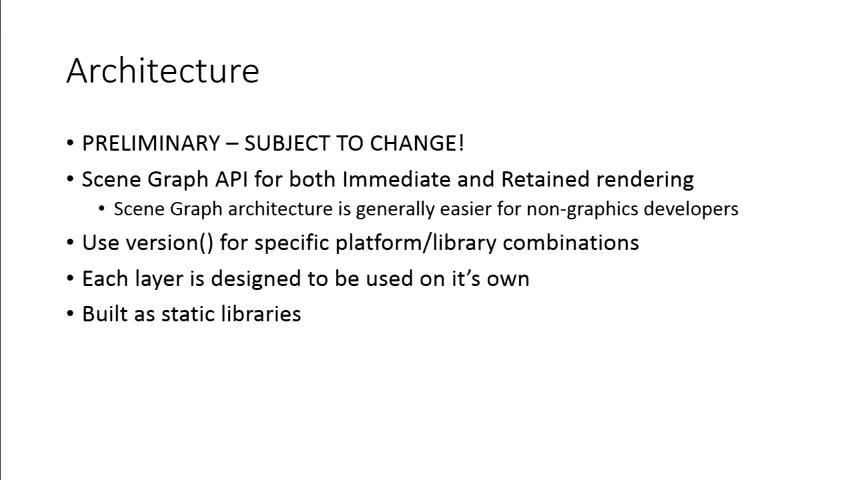 Architecture
• PRELIMINARY – SUBJECT TO CHANGE!
• Scene Graph API for both Immediate and Retained rendering
• Scene Graph architecture is generally easier for non-graphics developers
• Use version() for specific platform/library combinations
• Each layer is designed to be used on it’s own
• Built as static libraries